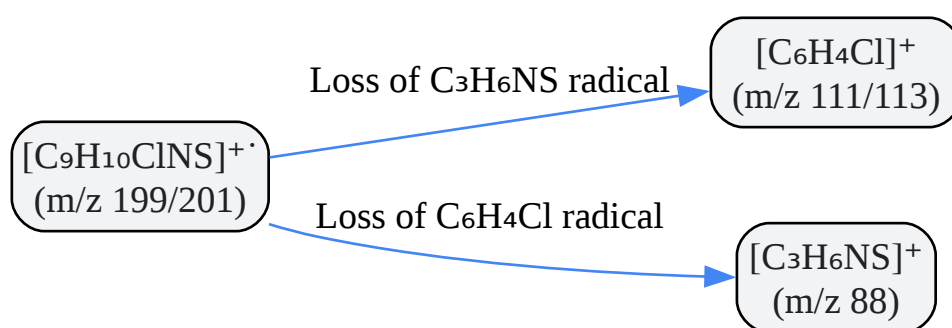 [C₆H₄Cl]⁺
(m/z 111/113)
Loss of C₃H₆NS radical
[C₉H₁₀ClNS]⁺˙
(m/z 199/201)
Loss of C₆H₄Cl radical
[C₃H₆NS]⁺
(m/z 88)